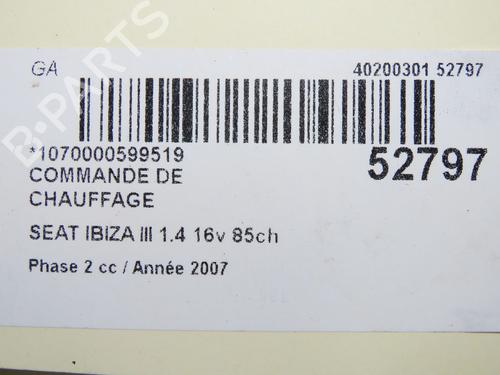 GA
40200301 52797
*1070000599519
52797
COMMANDE DE
CHAUFFAGE
SEAT IBIZA III 1.4 16v 85ch
Phase 2 cc / Année 2007
B-PARTS